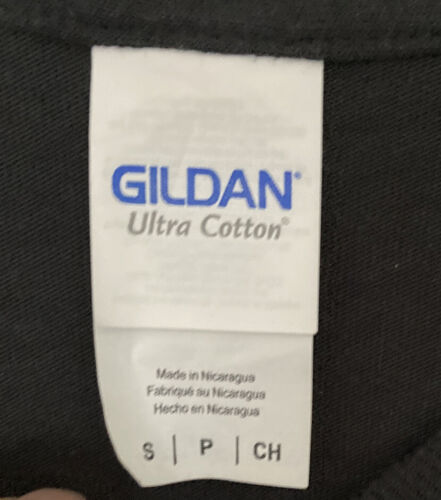 GILDAN®
Ultra Cotton®
Made in Nicaragua
Fabriqué au Nicaragua
Hecho en Nicaragua
S | P | CH